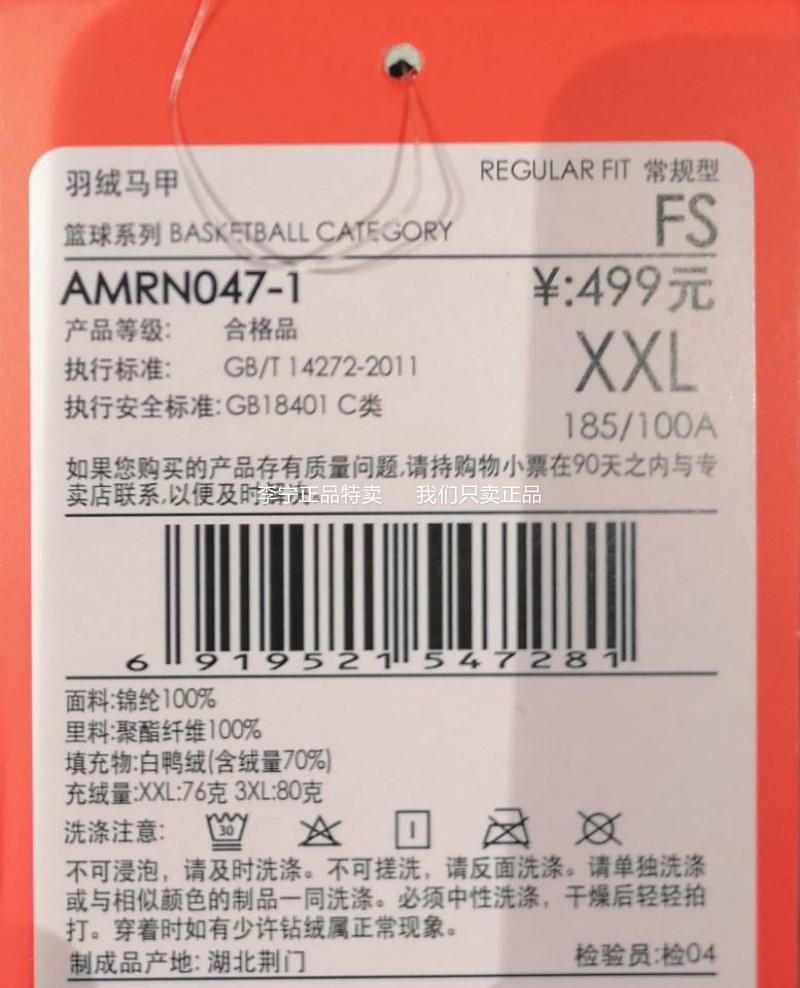 羽绒马甲
REGULAR FIT 常规型
篮球系列 BASKETBALL CATEGORY
FS
AMRN047-1
¥:499元
产品等级: 合格品
XXL
执行标准: GB/T 14272-2011
执行安全标准:GB18401 C类
185/100A
如果您购买的产品存有质量问题,请持购物小票在90天之内与专
卖店联系,以便及时
李宁正品特卖 我们只卖正品
6 919521 547281
面料:锦纶100%
里料:聚酯纤维100%
填充物:白鸭绒(含绒量70%)
充绒量:XXL:76克 3XL:80克
洗涤注意:
30
不可浸泡，请及时洗涤。不可搓洗，请反面洗涤。请单独洗涤
或与相似颜色的制品一同洗涤。必须中性洗涤，干燥后轻轻拍
打。穿着时如有少许钻绒属正常现象。
制成品产地: 湖北荆门
检验员:检04